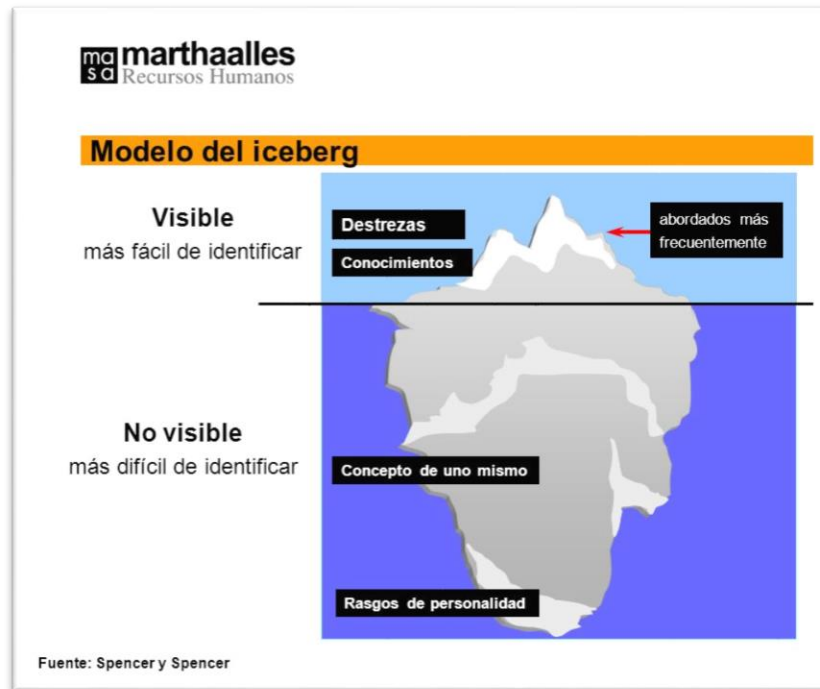 ma
sa
marthaalles
Recursos Humanos
Modelo del iceberg
Visible
más fácil de identificar
Destrezas
Conocimientos
abordados más
frecuentemente
No visible
más difícil de identificar
Concepto de uno mismo
Rasgos de personalidad
Fuente: Spencer y Spencer